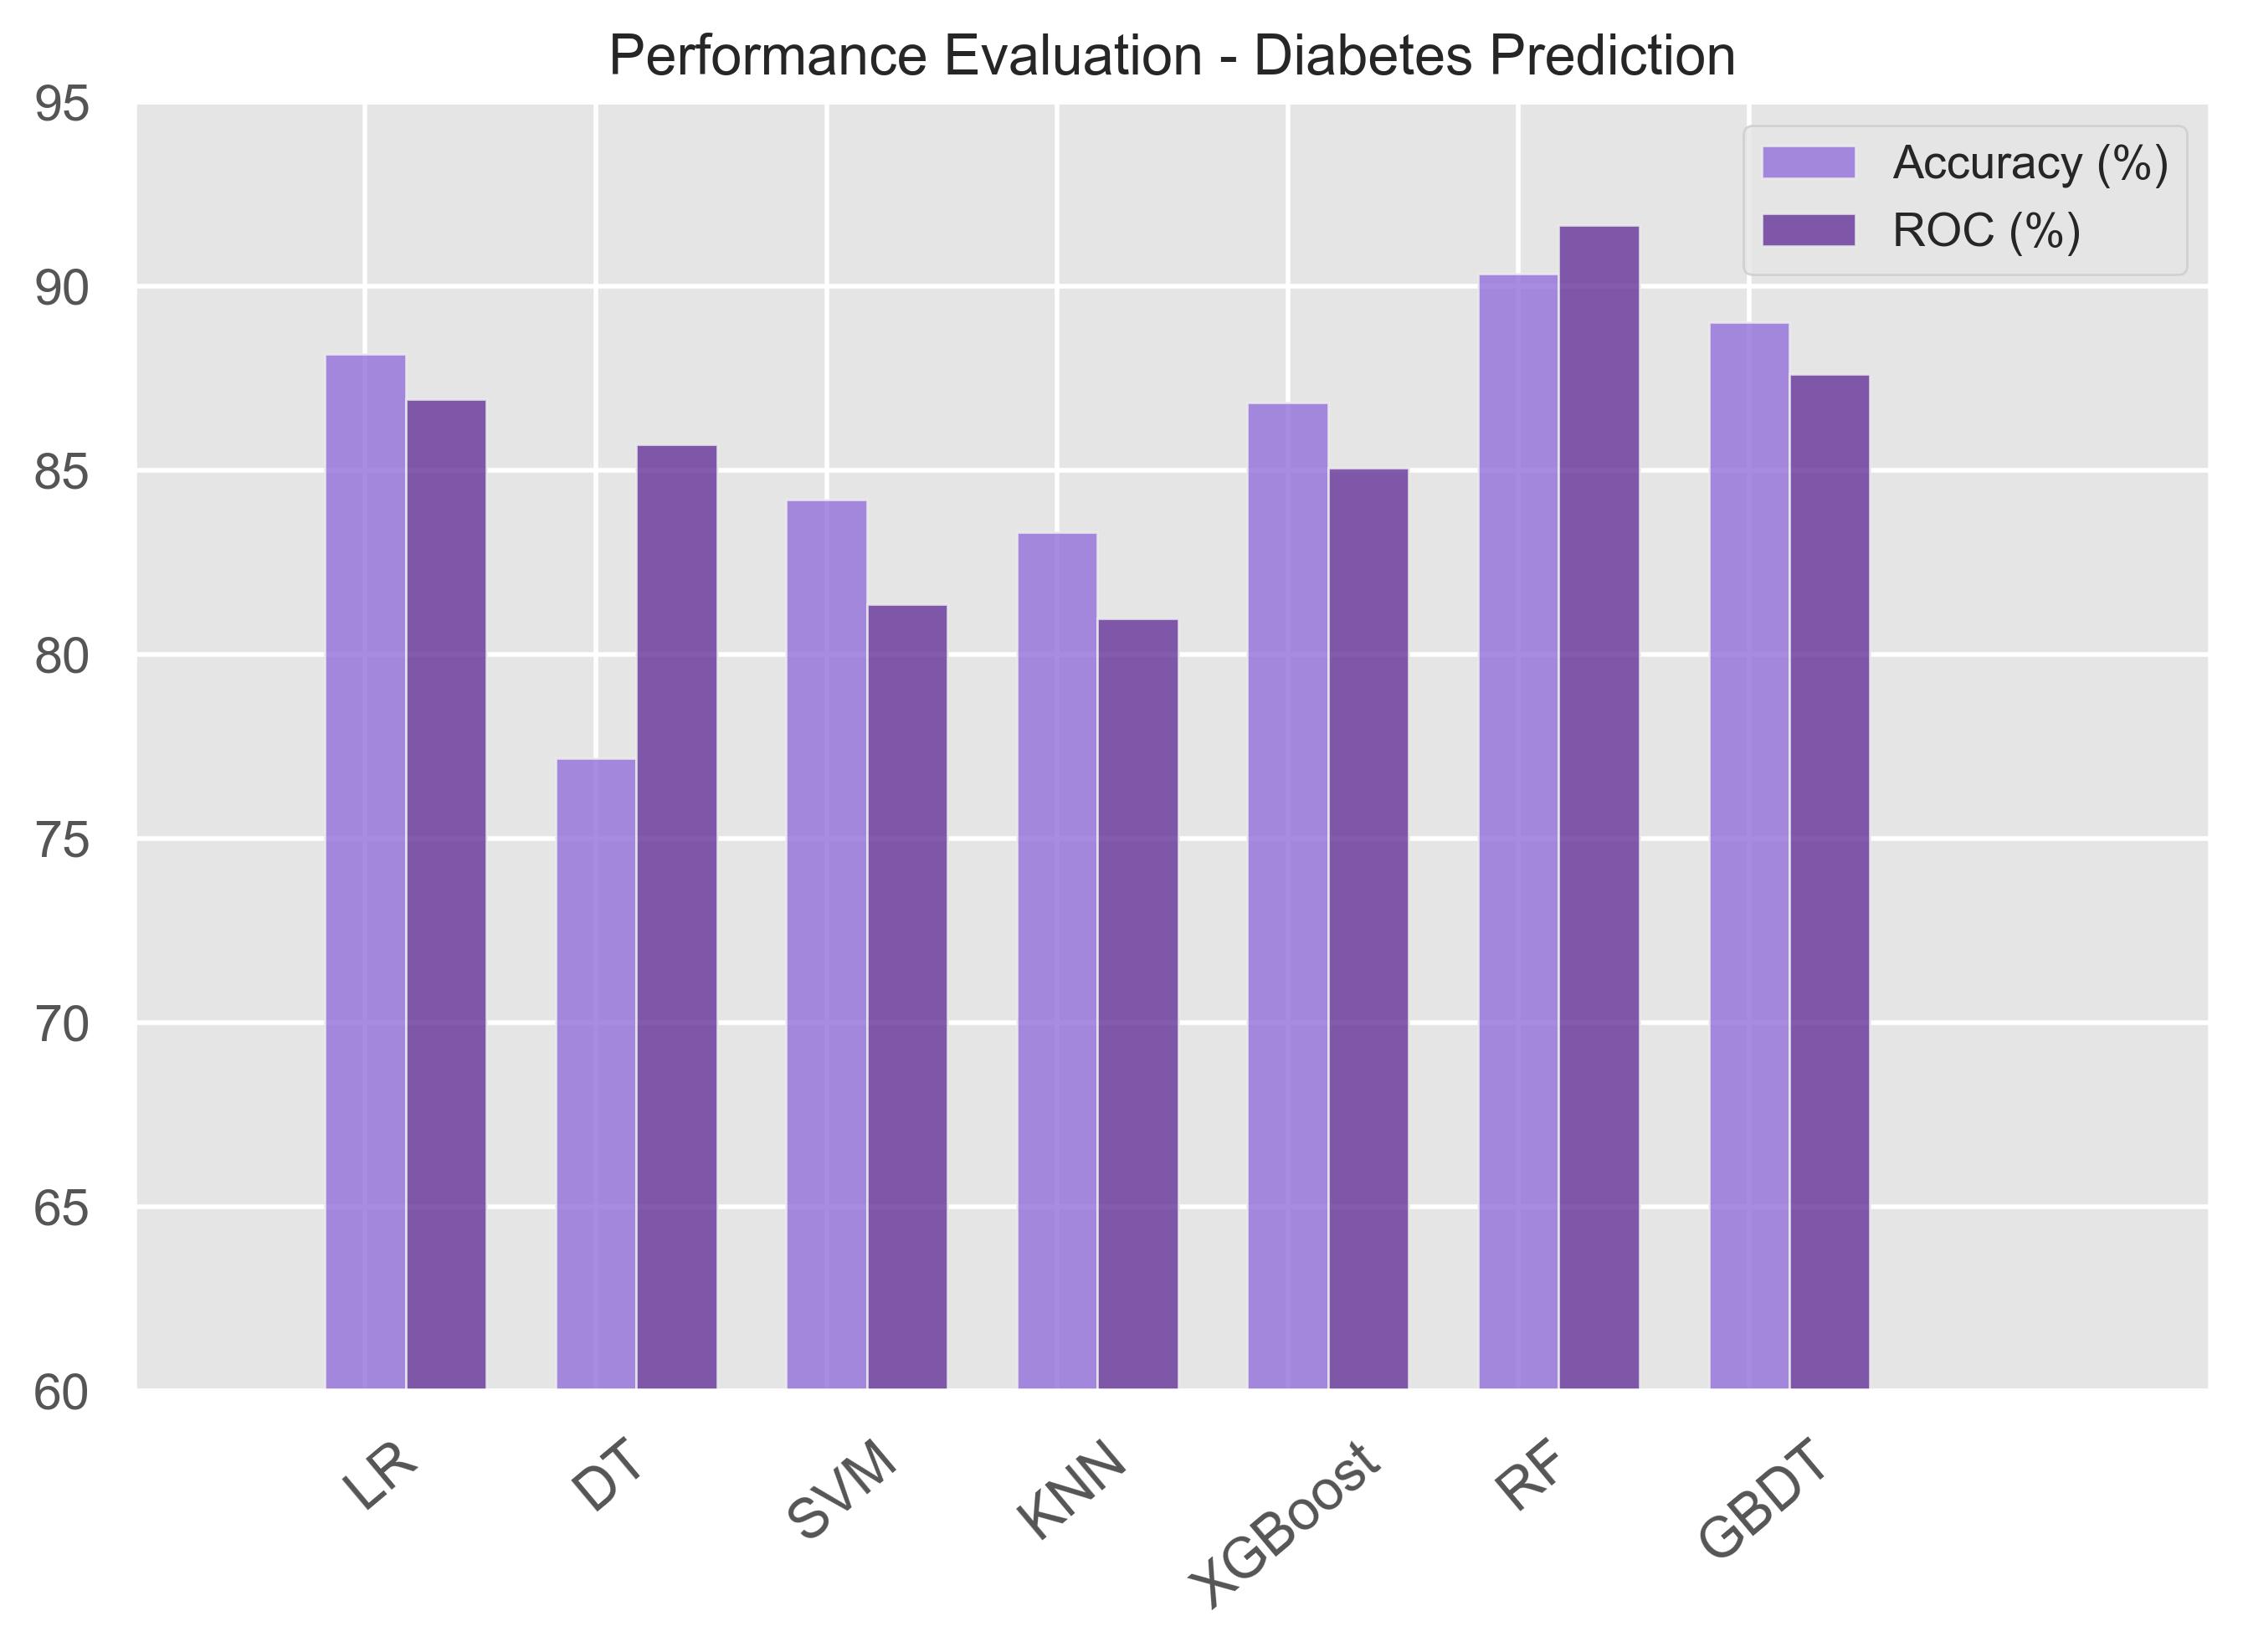 Performance Evaluation - Diabetes Prediction
95
90
85
80
75
70
65
60
Accuracy (%)
ROC (%)
LR
DT
SVM
KNN
XGBoost
RF
GBDT